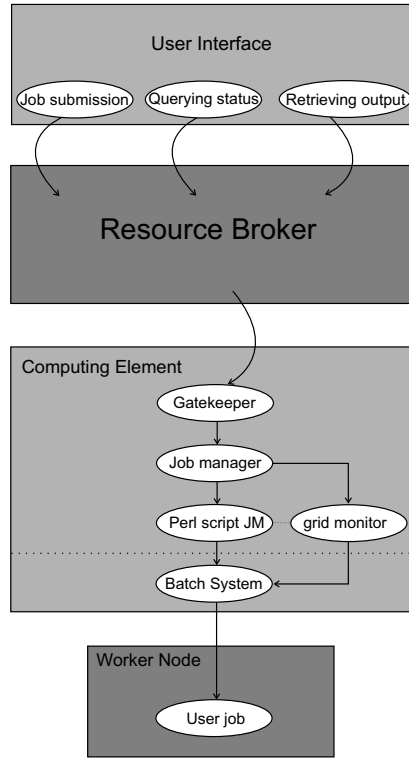 User Interface
Job submission
Querying status
Retrieving output
Resource Broker
Computing Element
Gatekeeper
Job manager
Perl script JM
grid monitor
Batch System
Worker Node
User job